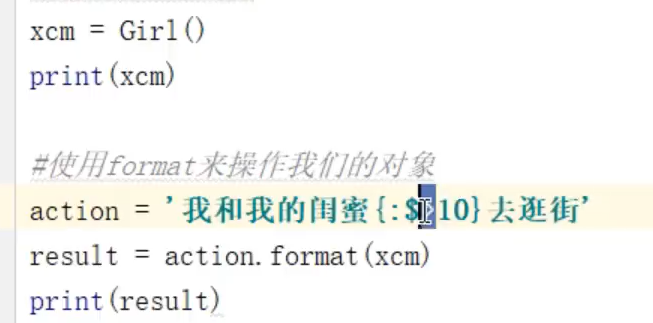 xcm = Girl()
print(xcm)
#使用format来操作我们的对象
action = '我和我的闺蜜{:$>10}去逛街'
result = action.format(xcm)
print(result)